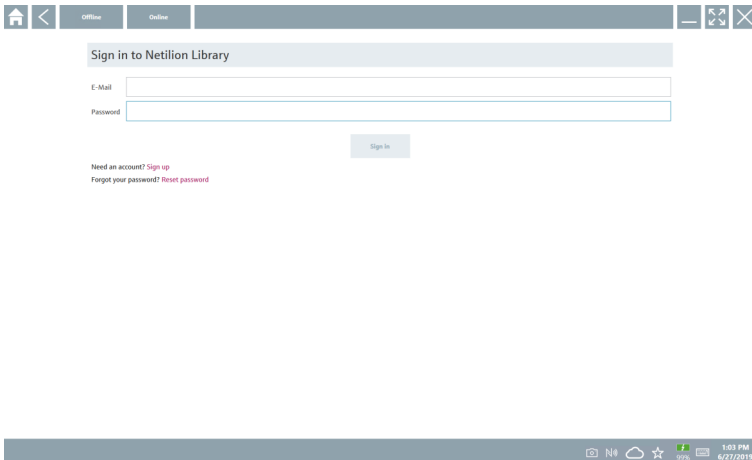 Offline Online
Sign in to Netilion Library
E-Mail
Password
Sign in
Need an account? Sign up
Forgot your password? Reset password
99%
1:03 PM
6/27/2019